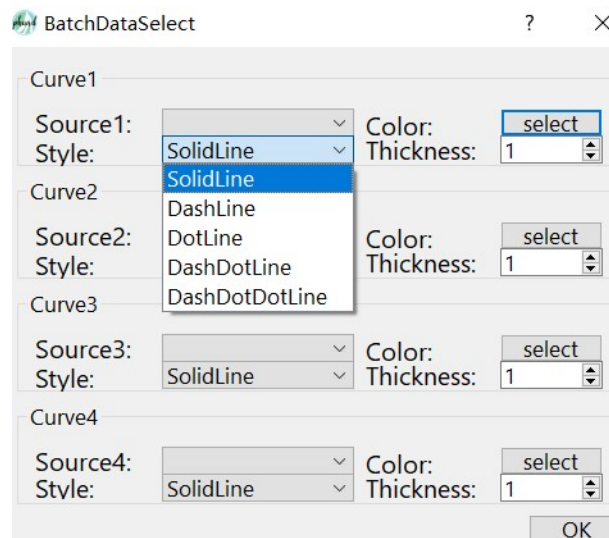 BatchDataSelect ?
Curve1
Source1: Color: select
Style: SolidLine Thickness: 1
SolidLine
DashLine
DotLine
DashDotLine
DashDotDotLine
Curve2
Source2: Color: select
Style: Thickness: 1
Curve3
Source3: Color: select
Style: SolidLine Thickness: 1
Curve4
Source4: Color: select
Style: SolidLine Thickness: 1
OK